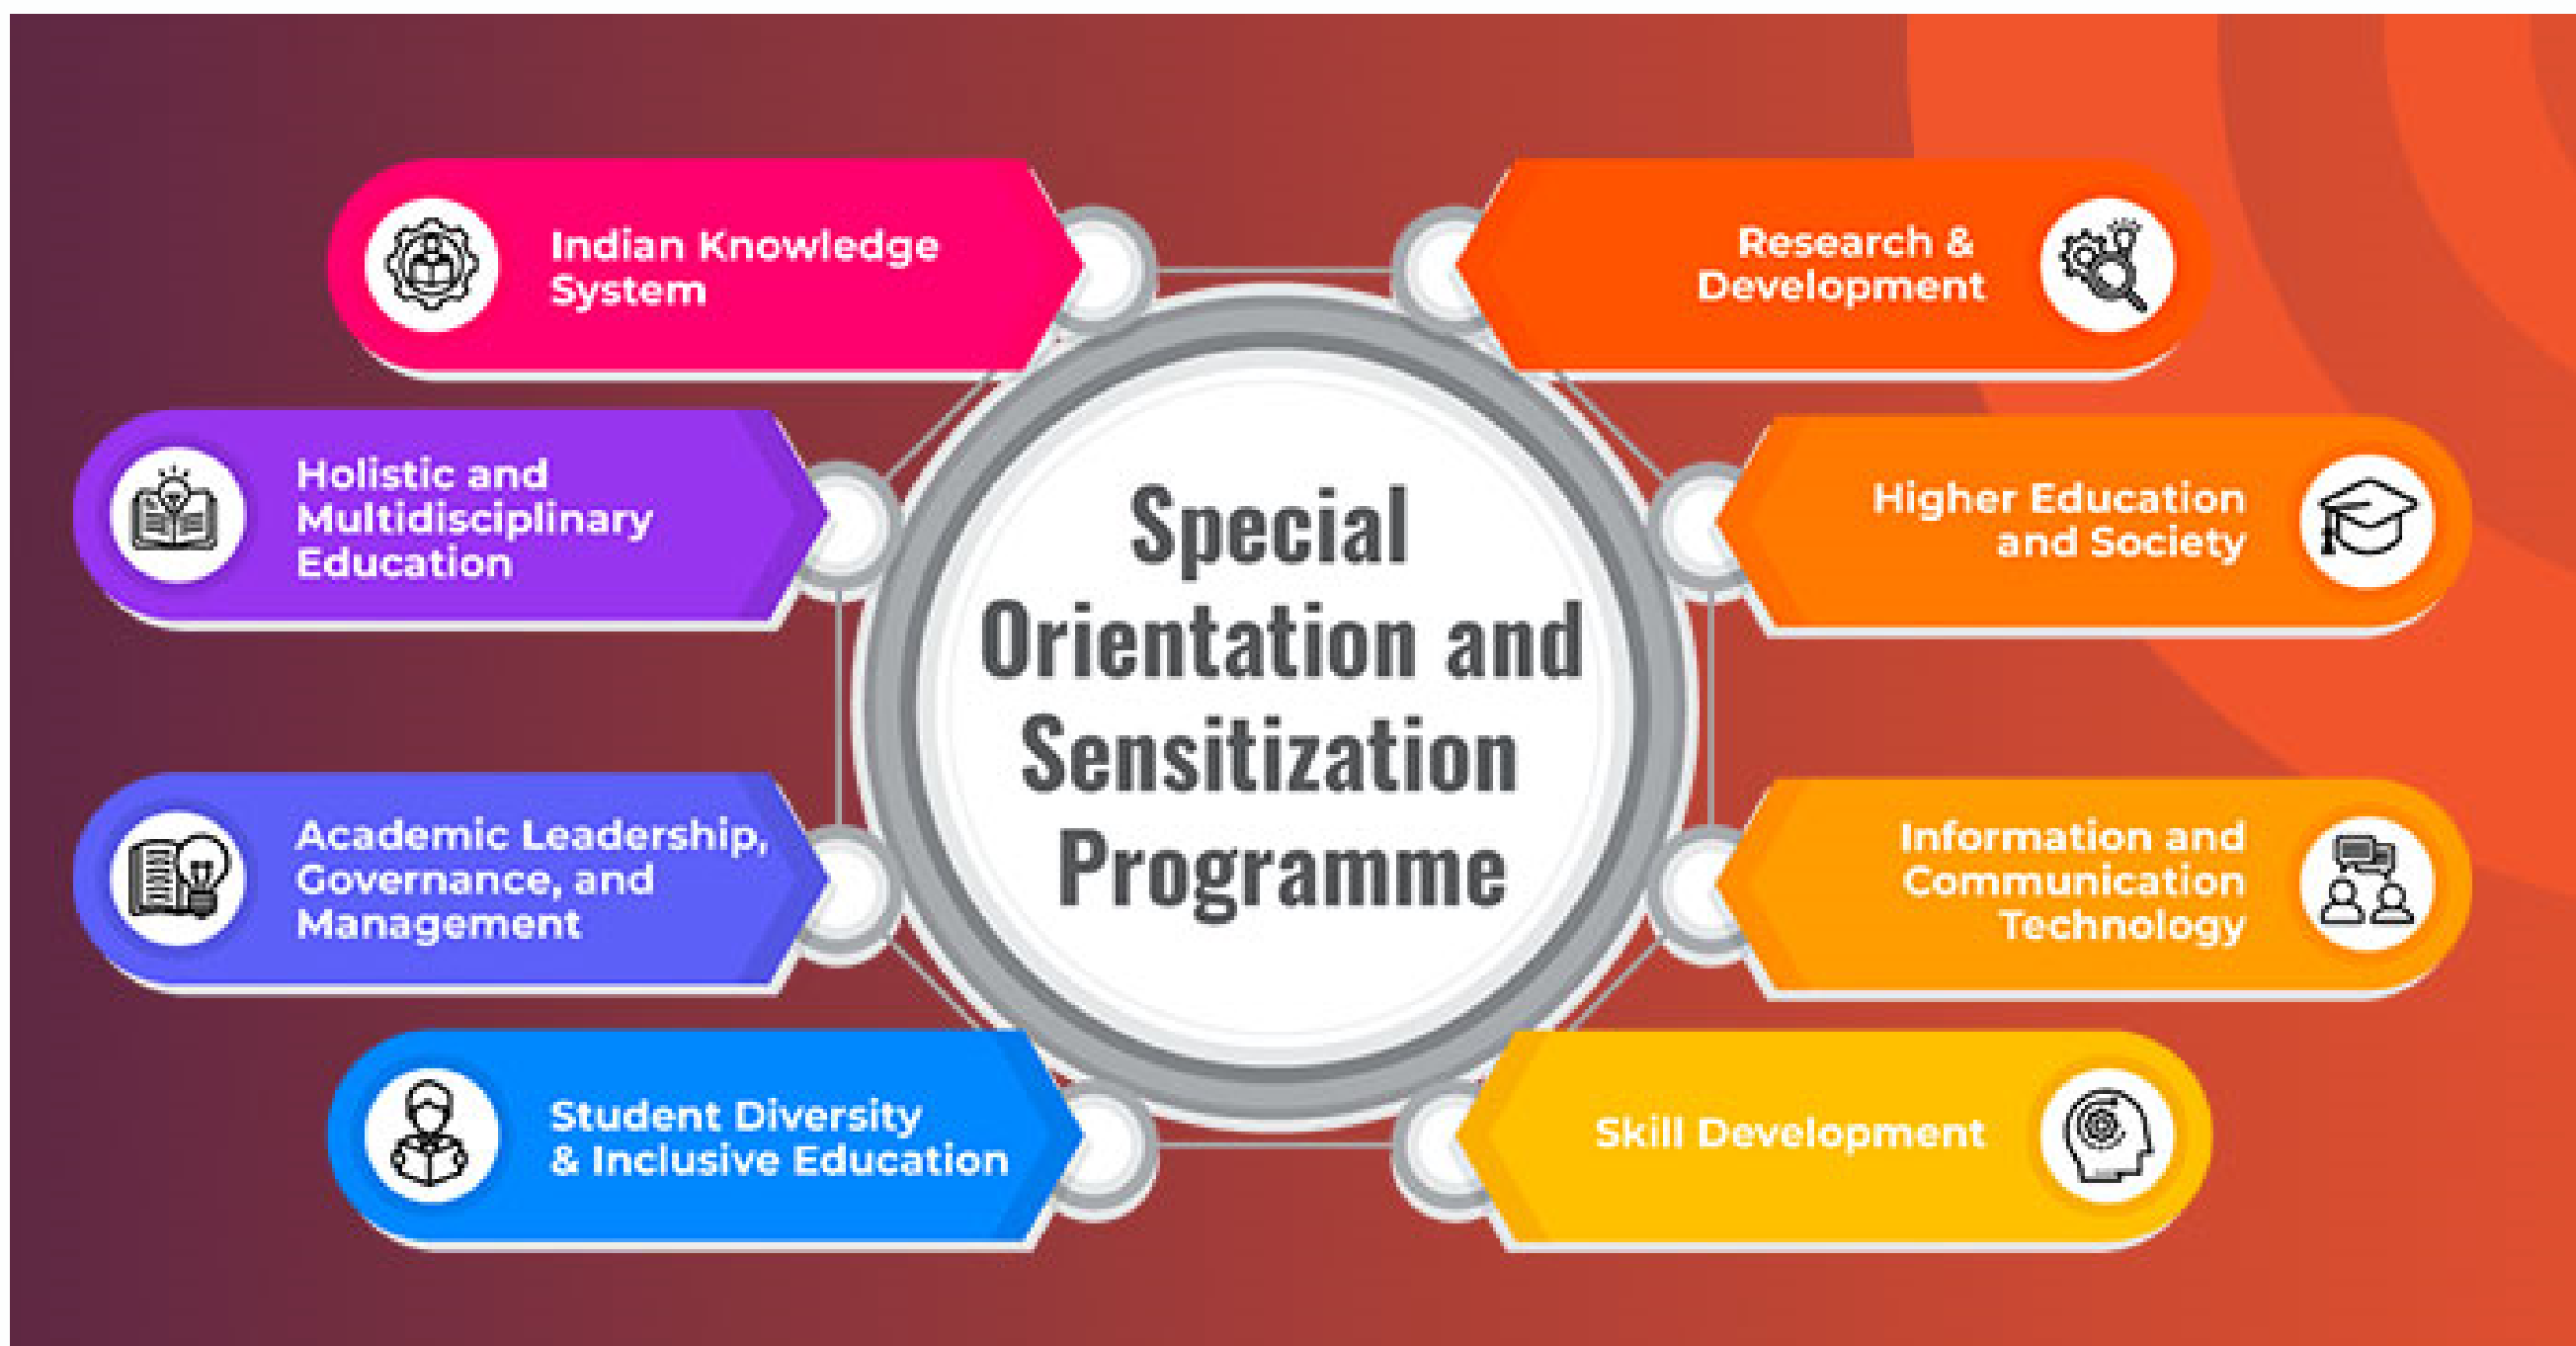 Indian Knowledge
System
Holistic and
Multidisciplinary
Education
Academic Leadership,
Governance, and
Management
Student Diversity
& Inclusive Education
Special
Orientation and
Sensitization
Programme
Research &
Development
Higher Education
and Society
Information and
Communication
Technology
Skill Development